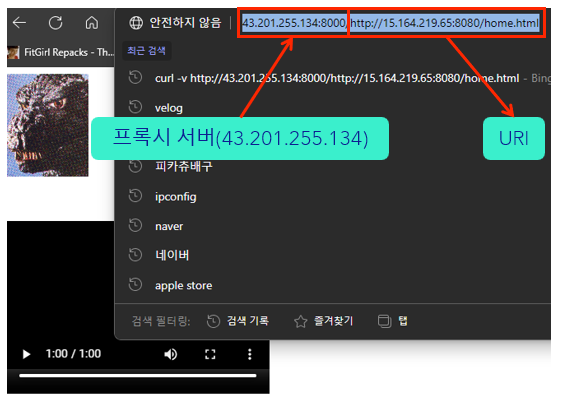 안전하지 않음 43.201.255.134:8000/http://15.164.219.65:8080/home.html
FitGirl Repacks - Th...
최근 검색
curl -v http://43.201.255.134:8000/http://15.164.219.65:8080/home.html - Bing
velog
프록시 서버(43.201.255.134)
URI
피카츄배구
ipconfig
naver
네이버
apple store
검색 필터링: 검색 기록 즐겨찾기 탭
1:00 / 1:00